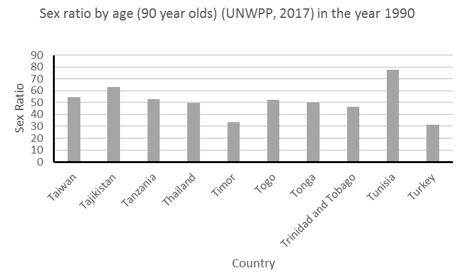 Sex ratio by age (90 year olds) (UNWPP, 2017) in the year 1990
90
80
70
60
50
40
30
20
10
0
Sex Ratio
Taiwan
Tajikistan
Tanzania
Thailand
Timor
Togo
Tonga
Trinidad and Tobago
Tunisia
Turkey
Country